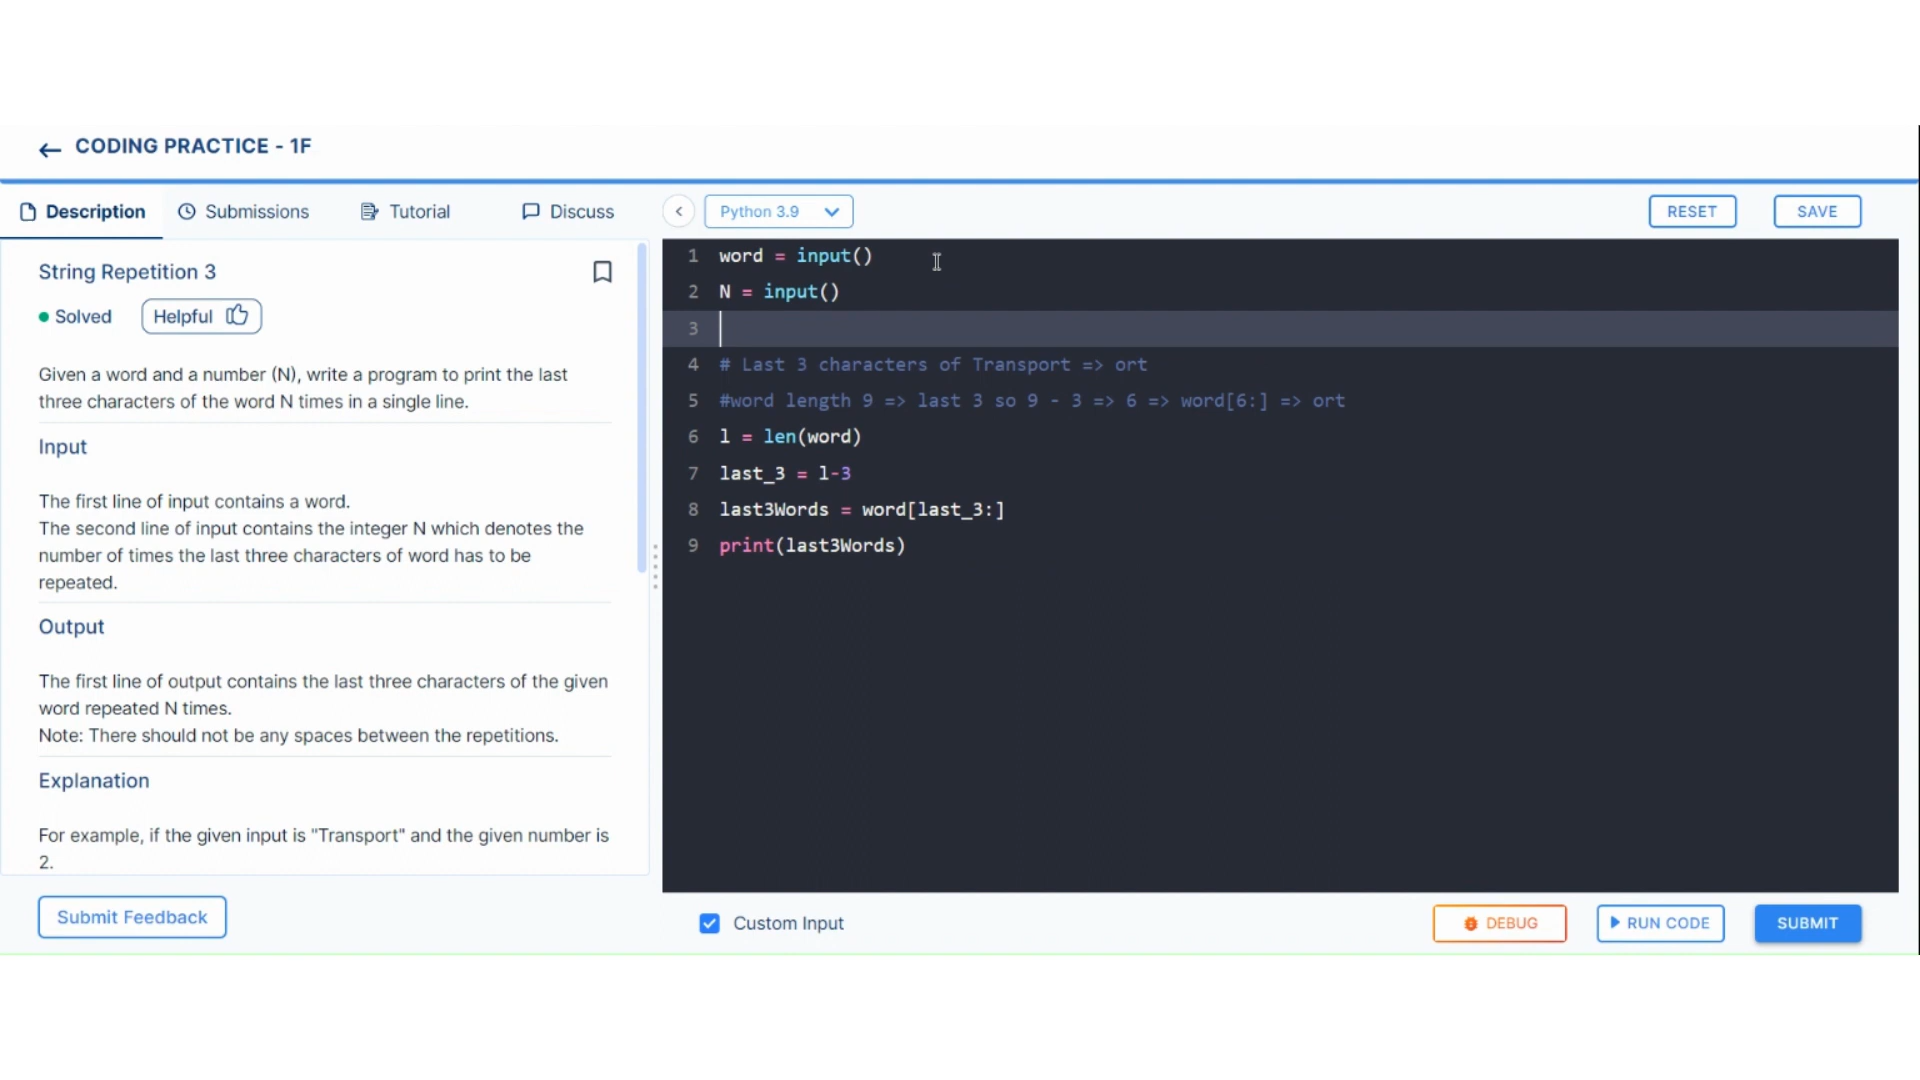 CODING PRACTICE - 1F
Description
Submissions
Tutorial
Discuss
Python 3.9
RESET
SAVE
String Repetition 3
Solved
Helpful
Given a word and a number (N), write a program to print the last
three characters of the word N times in a single line.
Input
The first line of input contains a word.
The second line of input contains the integer N which denotes the
number of times the last three characters of word has to be
repeated.
Output
The first line of output contains the last three characters of the given
word repeated N times.
Note: There should not be any spaces between the repetitions.
Explanation
For example, if the given input is "Transport" and the given number is
2.
Submit Feedback
1 word = input()
2 N = input()
3
4 # Last 3 characters of Transport => ort
5 #word length 9 => last 3 so 9 - 3 => 6 => word[6:] => ort
6 l = len(word)
7 last_3 = l-3
8 last3Words = word[last_3:]
9 print(last3Words)
Custom Input
DEBUG
RUN CODE
SUBMIT